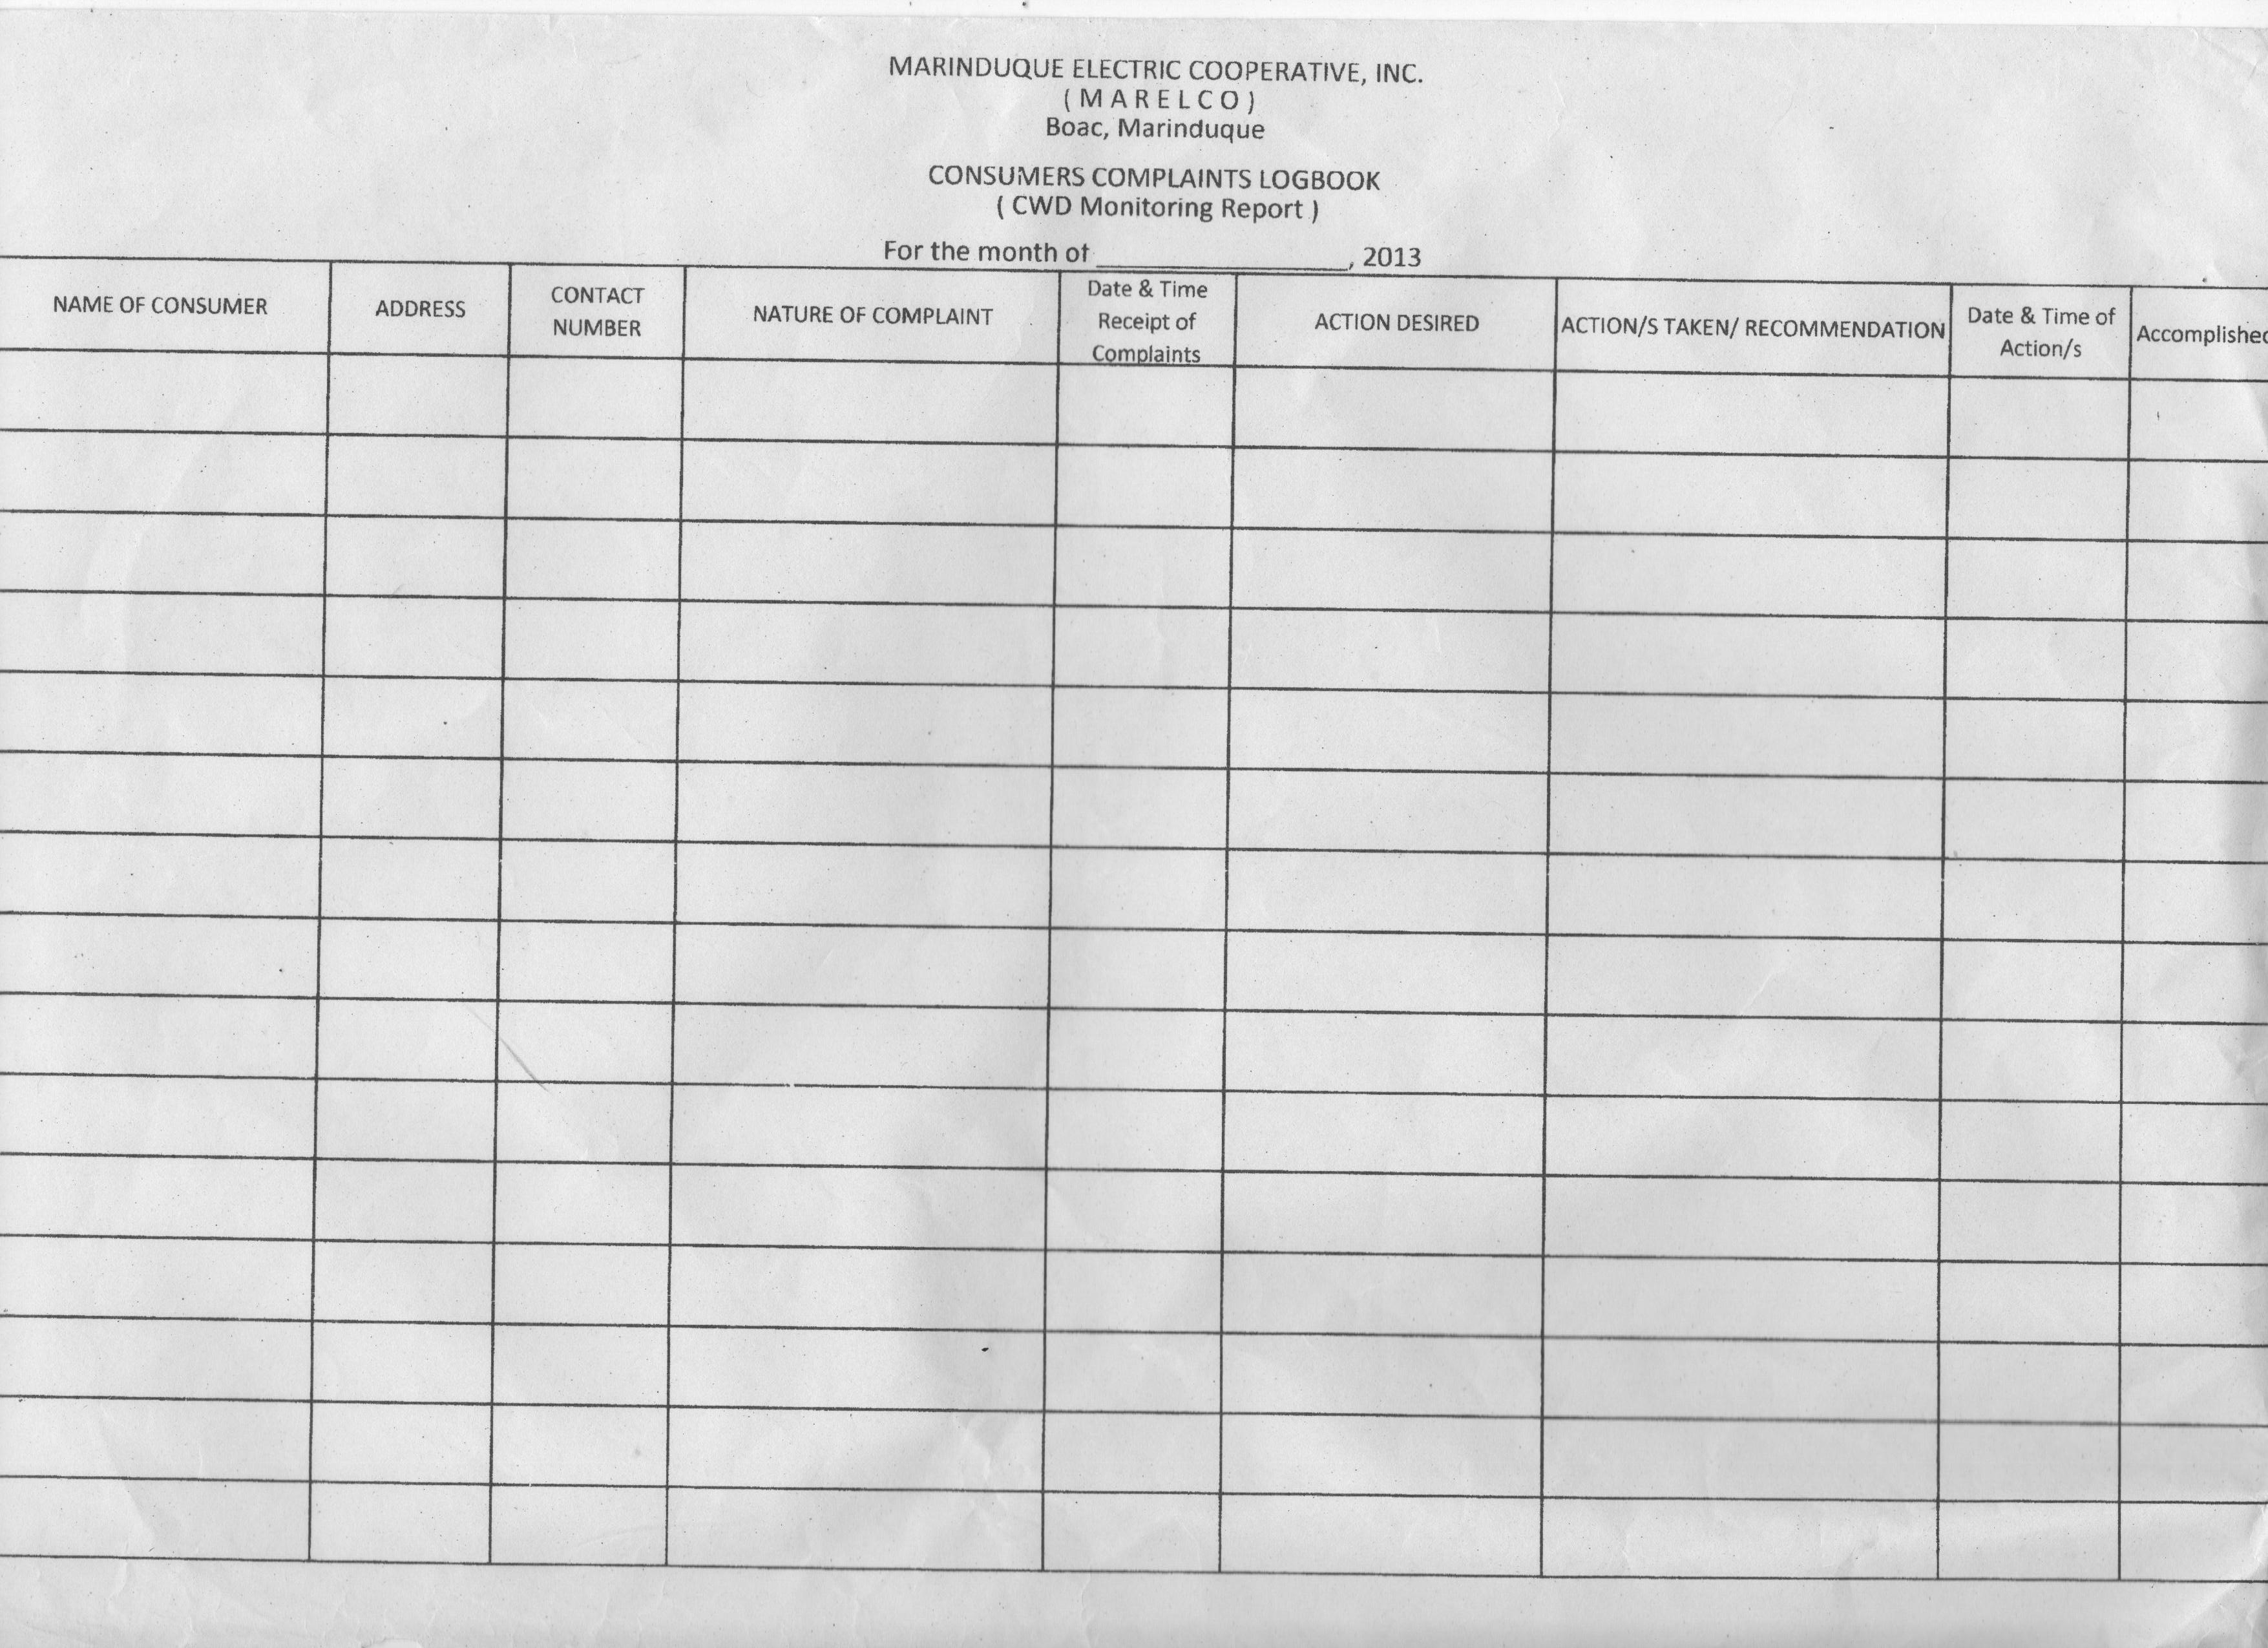 MARINDUQUE ELECTRIC COOPERATIVE, INC.
( M A R E L C O )
Boac, Marinduque
CONSUMERS COMPLAINTS LOGBOOK
( CWD Monitoring Report )
For the month of ____________________, 2013
NAME OF CONSUMER
ADDRESS
CONTACT
NUMBER
NATURE OF COMPLAINT
Date & Time
Receipt of
Complaints
ACTION DESIRED
ACTION/S TAKEN/ RECOMMENDATION
Date & Time of
Action/s
Accomplished